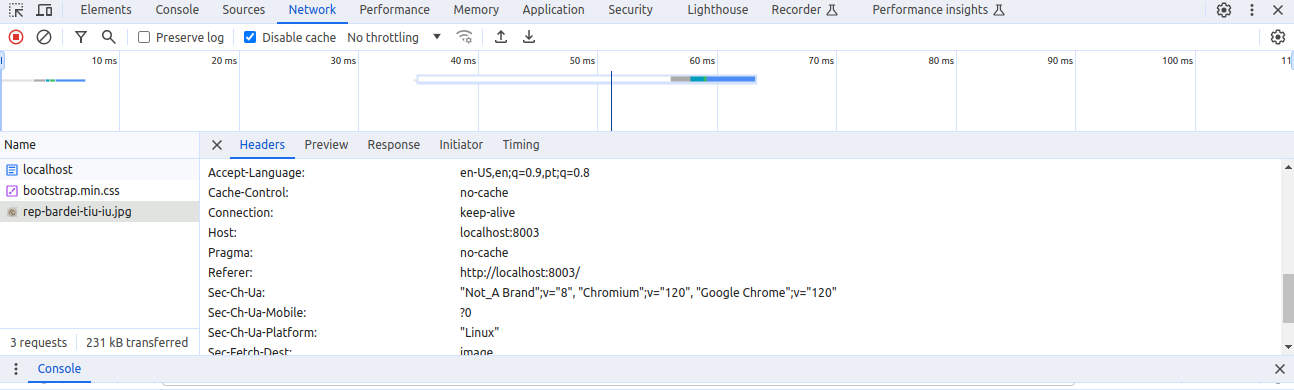 Elements Console Sources Network Performance Memory Application Security Lighthouse Recorder Performance insights
Preserve log Disable cache No throttling
10 ms 20 ms 30 ms 40 ms 50 ms 60 ms 70 ms 80 ms 90 ms 100 ms 11
Name Headers Preview Response Initiator Timing
localhost
bootstrap.min.css
rep-bardei-tiu-iu.jpg
Accept-Language: en-US,en;q=0.9,pt;q=0.8
Cache-Control: no-cache
Connection: keep-alive
Host: localhost:8003
Pragma: no-cache
Referer: http://localhost:8003/
Sec-Ch-Ua: "Not_A Brand";v="8", "Chromium";v="120", "Google Chrome";v="120"
Sec-Ch-Ua-Mobile: ?0
Sec-Ch-Ua-Platform: "Linux"
Sec-Fetch-Dest: image
3 requests 231 kB transferred
Console